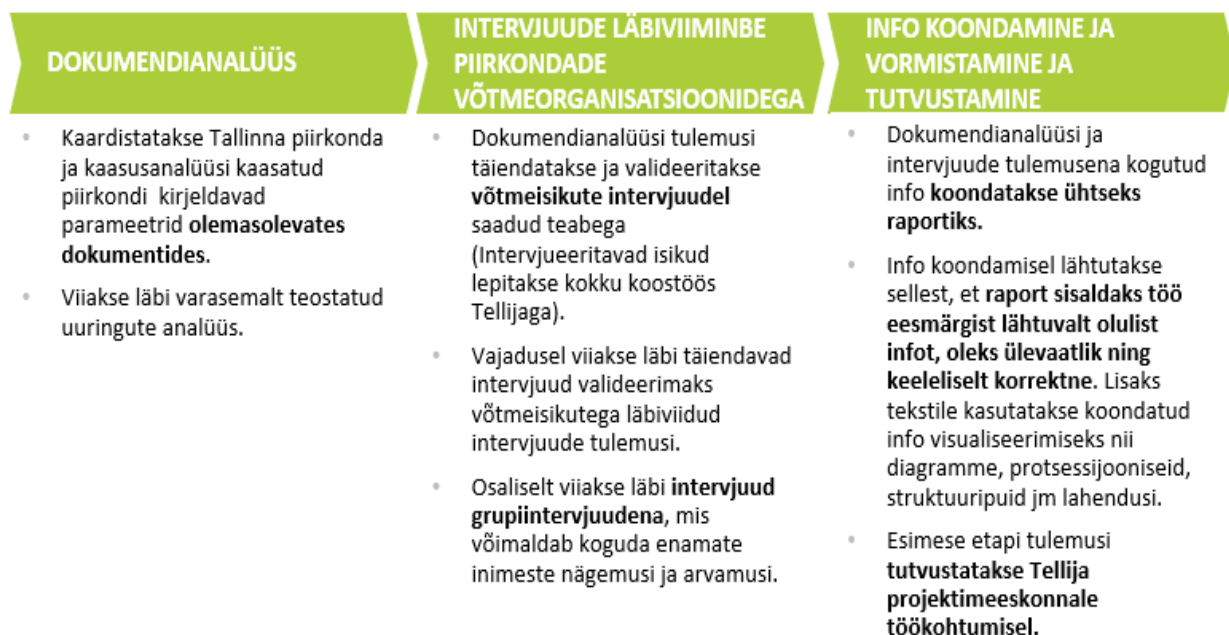 DOKUMENDIANALÜÜS
• Kaardistatakse Tallinna piirkonda
ja kaasusanalüüsi kaasatud
piirkondi kirjeldavad
parameetrid olemasolevates
dokumentides.
• Viiakse läbi varasemalt teostatud
uuringute analüüs.
INTERVJUUDE LÄBIVIIMINBE
PIIRKONDADE
VÕTMEORGANISATSIOONIDEGA
• Dokumendianalüüsi tulemusi
täiendatakse ja valideeritakse
võtmeisikute intervjuudel
saadud teabega
(Intervjueeritavad isikud
lepitakse kokku koostöös
Tellijaga).
• Vajadusel viiakse läbi täiendavad
intervjuud valideerimaks
võtmeisikutega läbiviidud
intervjuude tulemusi.
• Osaliselt viiakse läbi intervjuud
grupiintervjuudena, mis
võimaldab koguda enamate
inimeste nägemusi ja arvamusi.
INFO KOONDAMINE JA
VORMISTAMINE JA
TUTVUSTAMINE
• Dokumendianalüüsi ja
intervjuude tulemusena kogutud
info koondatakse ühtseks
raportiks.
• Info koondamisel lähtutakse
sellest, et raport sisaldaks töö
eesmärgist lähtuvalt olulist
infot, oleks ülevaatlik ning
keeleliselt korrektne. Lisaks
tekstile kasutatakse koondatud
info visualiseerimiseks nii
diagramme, protsessijooniseid,
struktuuripuid jm lahendusi.
• Esimese etapi tulemusi
tutvustatakse Tellija
projektimeeskonnale
töökohtumisel.